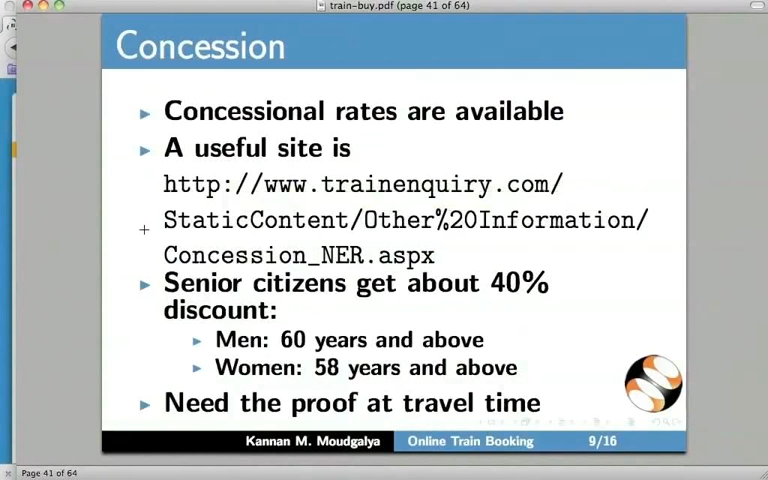 train-buy.pdf (page 41 of 64)
Concession
Concessional rates are available
A useful site is
http://www.trainenquiry.com/
StaticContent/Other%20Information/
Concession_NER.aspx
Senior citizens get about 40%
discount:
Men: 60 years and above
Women: 58 years and above
Need the proof at travel time
Kannan M. Moudgalya Online Train Booking 9/16
Page 41 of 64